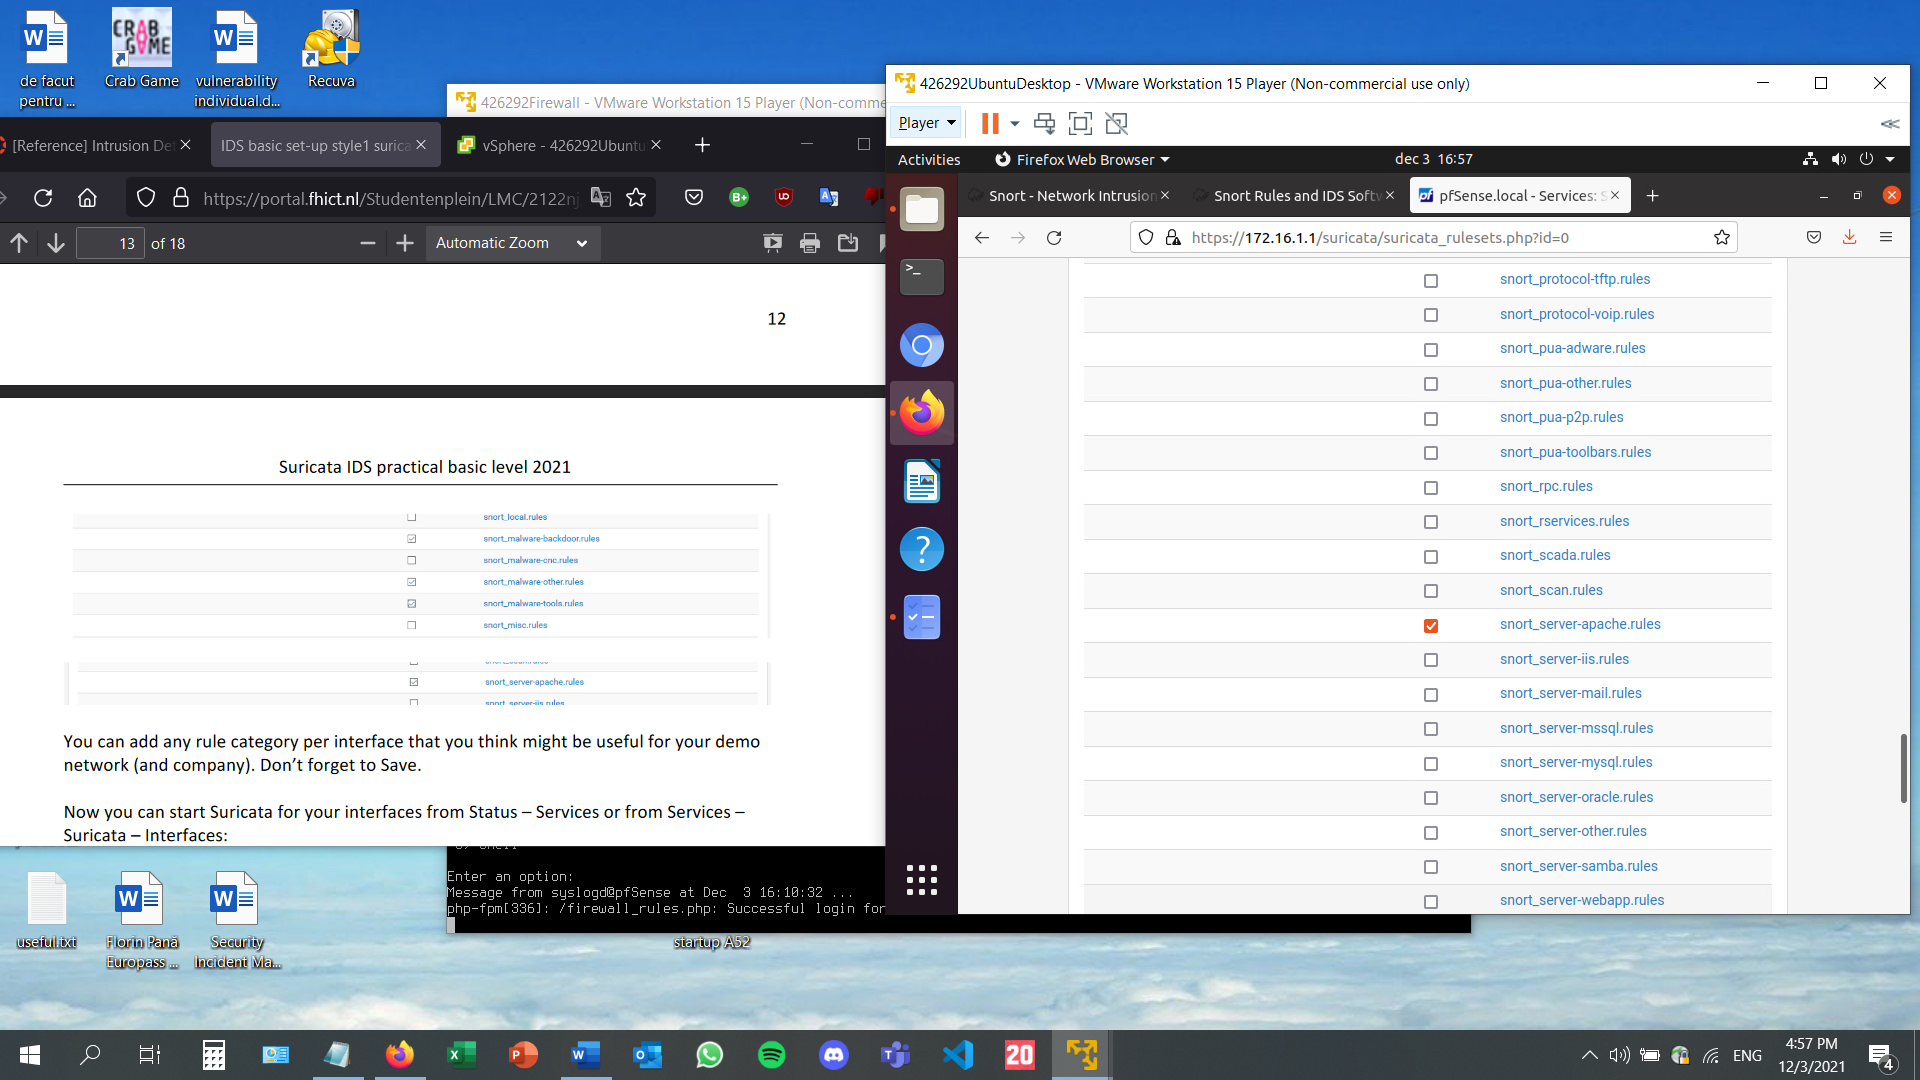 de facut
pentru ...
Crab Game
vulnerability
individual.d...
Recuva
426292Firewall - VMware Workstation 15 Player (Non-comme
[Reference] Intrusion Det
IDS basic set-up style1 surica
vSphere - 426292Ubuntu
https://portal.fhict.nl/Studentenplein/LMC/2122nj
13 of 18
Automatic Zoom
12
Suricata IDS practical basic level 2021
snort_local.rules
snort_malware-backdoor.rules
snort_malware-cnc.rules
snort_malware-other.rules
snort_malware-tools.rules
snort_misc.rules
snort_server-apache.rules
snort_server-iis.rules
You can add any rule category per interface that you think might be useful for your demo
network (and company). Don’t forget to Save.
Now you can start Suricata for your interfaces from Status – Services or from Services –
Suricata – Interfaces:
Enter an option:
Message from syslogd@pfSense at Dec  3 16:10:32 ...
php-fpm[336]: /firewall_rules.php: Successful login for
startup A52
426292UbuntuDesktop - VMware Workstation 15 Player (Non-commercial use only)
Player
Activities
Firefox Web Browser
dec 3 16:57
Snort - Network Intrusion
Snort Rules and IDS Softw
pfSense.local - Services: S
https://172.16.1.1/suricata/suricata_rulesets.php?id=0
snort_protocol-tftp.rules
snort_protocol-voip.rules
snort_pua-adware.rules
snort_pua-other.rules
snort_pua-p2p.rules
snort_pua-toolbars.rules
snort_rpc.rules
snort_rservices.rules
snort_scada.rules
snort_scan.rules
snort_server-apache.rules
snort_server-iis.rules
snort_server-mail.rules
snort_server-mssql.rules
snort_server-mysql.rules
snort_server-oracle.rules
snort_server-other.rules
snort_server-samba.rules
snort_server-webapp.rules
useful.txt
Florin Pană
Europass ...
Security
Incident Ma...
20
ENG
4:57 PM
12/3/2021
4